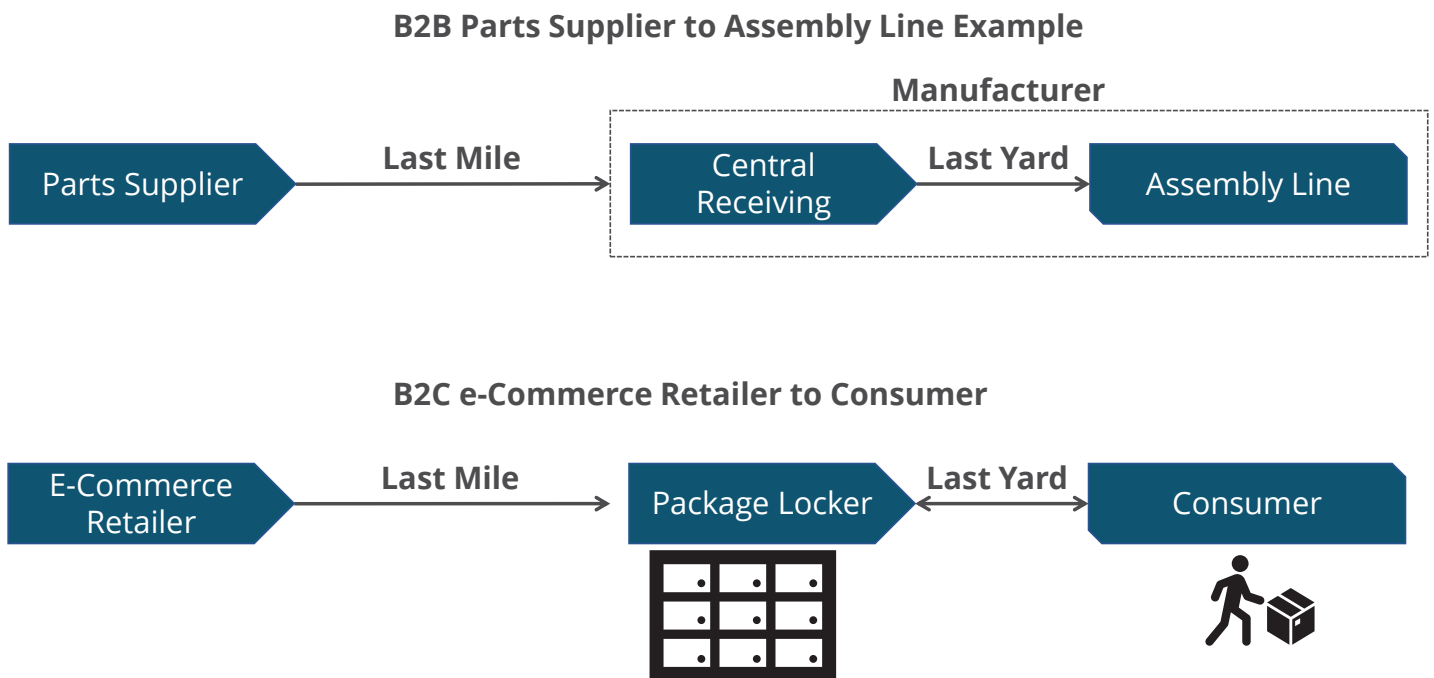 B2B Parts Supplier to Assembly Line Example
Manufacturer
Parts Supplier
Last Mile
Central
Receiving
Last Yard
Assembly Line
B2C e-Commerce Retailer to Consumer
E-Commerce
Retailer
Last Mile
Package Locker
Last Yard
Consumer